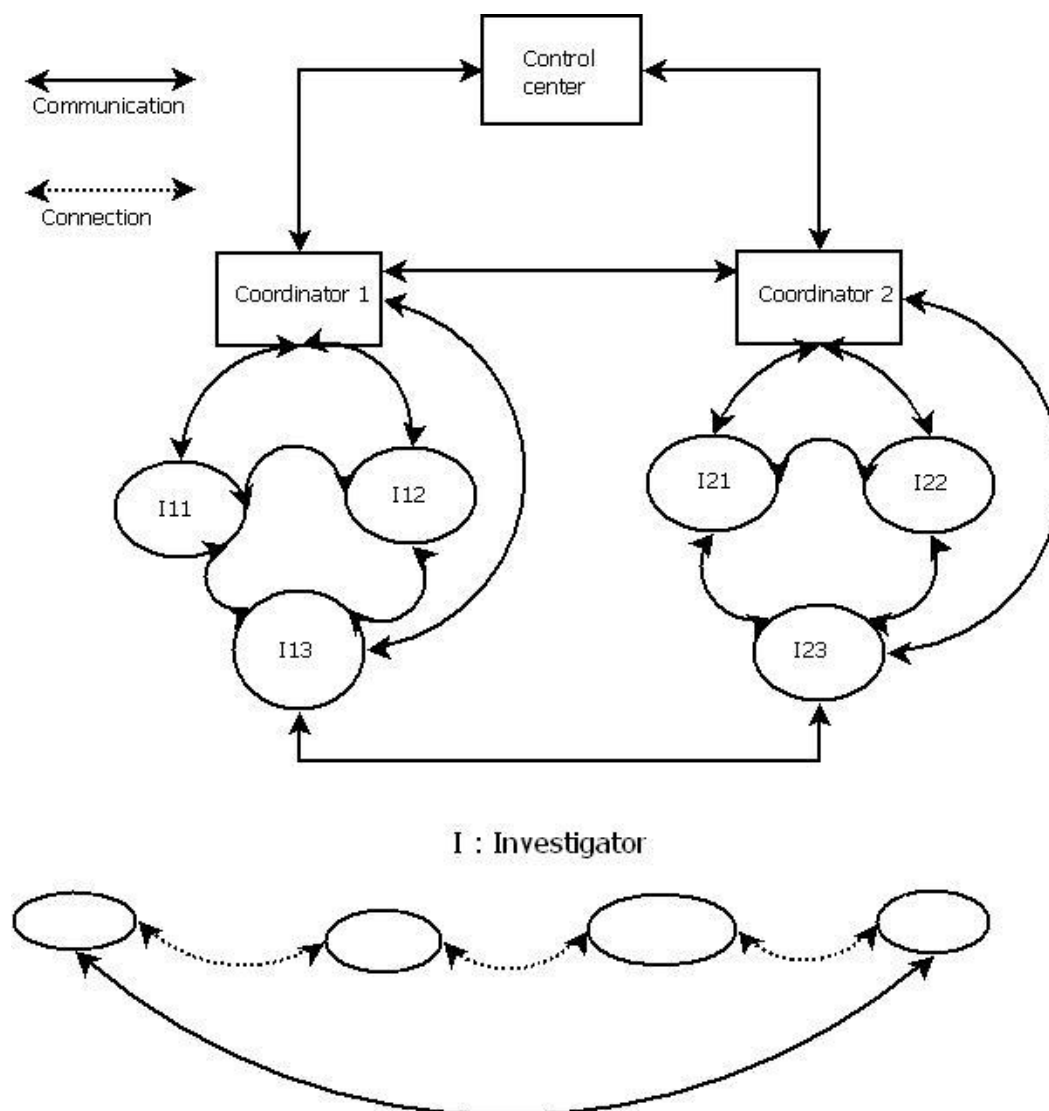 Control
center
Communication
Connection
Coordinator 1
Coordinator 2
I11
I12
I21
I22
I13
I23
I : Investigator